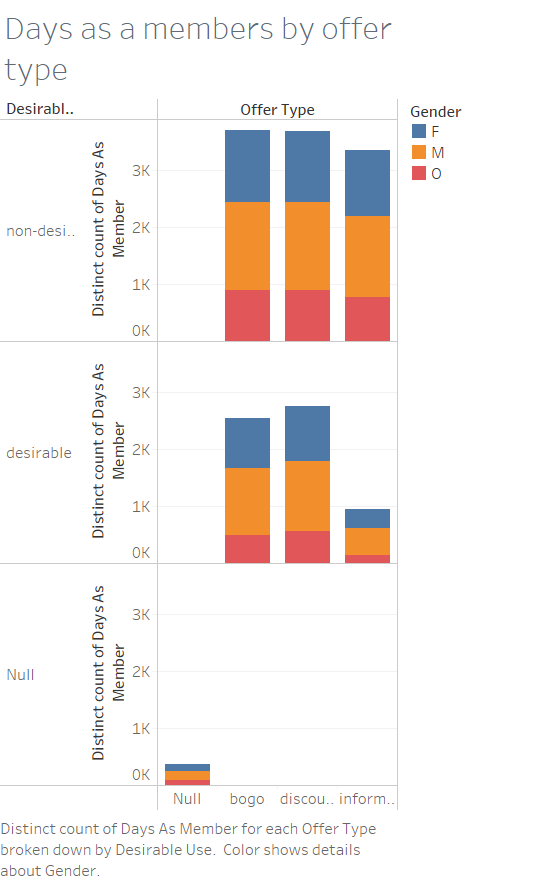 Days as a members by offer
type
Desirabl..
Offer Type
Gender
F
M
O
non-desi..
Distinct count of Days As
Member
3K
2K
1K
0K
desirable
Distinct count of Days As
Member
3K
2K
1K
0K
Null
Distinct count of Days As
Member
3K
2K
1K
0K
Null bogo discou.. inform..
Distinct count of Days As Member for each Offer Type
broken down by Desirable Use. Color shows details
about Gender.